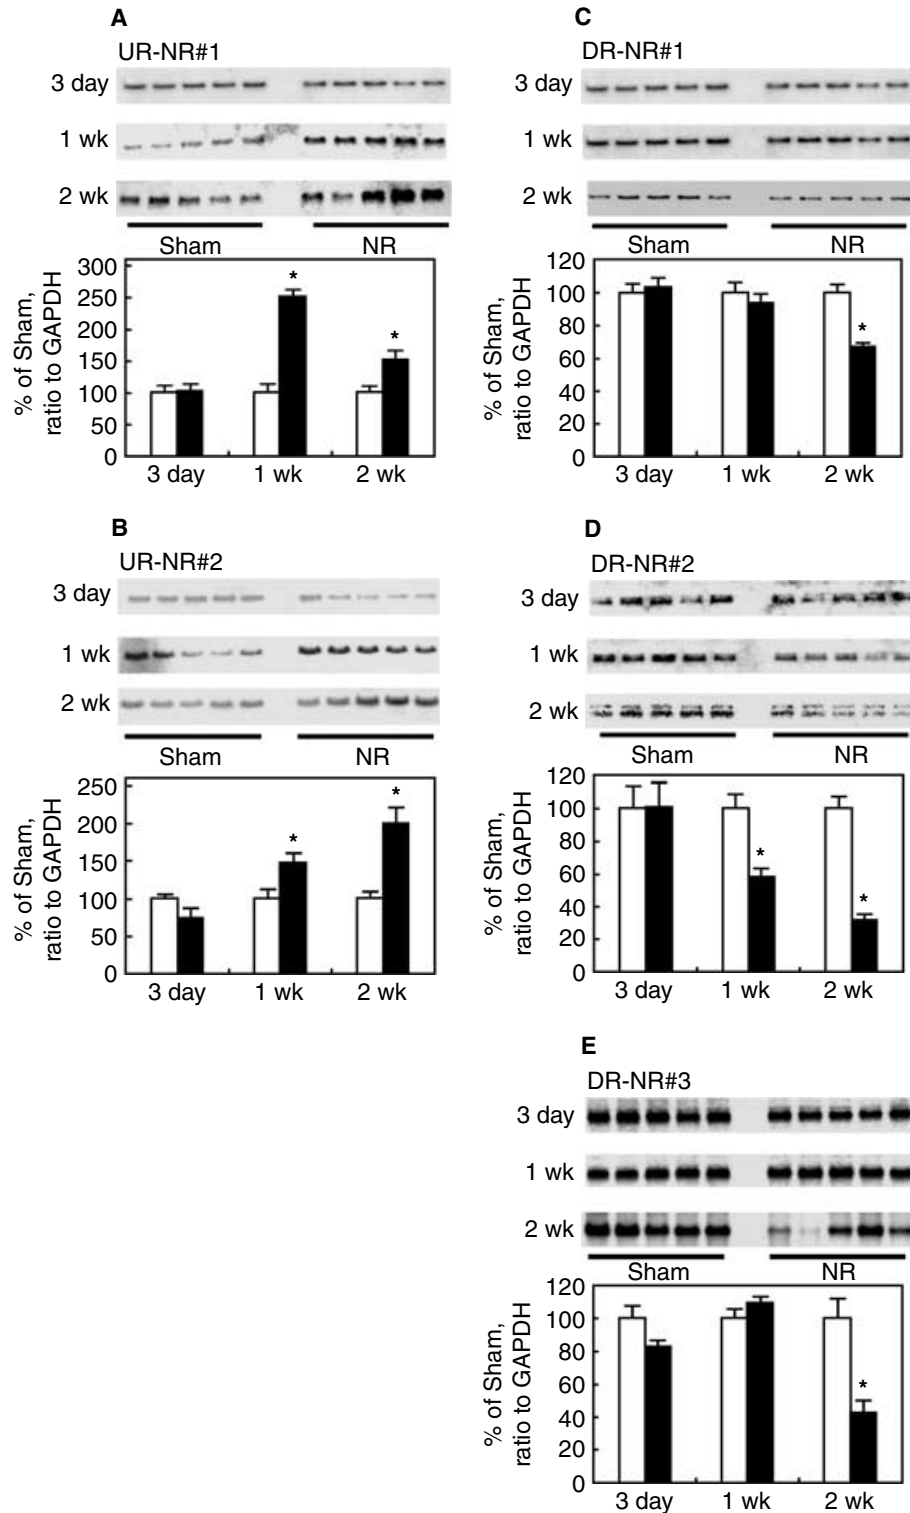 A
UR-NR#1
3 day
1 wk
2 wk
Sham NR
% of Sham,
ratio to GAPDH
300
250
200
150
100
50
0
* *
3 day 1 wk 2 wk
B
UR-NR#2
3 day
1 wk
2 wk
Sham NR
% of Sham,
ratio to GAPDH
250
200
150
100
50
0
* *
3 day 1 wk 2 wk
C
DR-NR#1
3 day
1 wk
2 wk
Sham NR
% of Sham,
ratio to GAPDH
120
100
80
60
40
20
0
*
3 day 1 wk 2 wk
D
DR-NR#2
3 day
1 wk
2 wk
Sham NR
% of Sham,
ratio to GAPDH
120
100
80
60
40
20
0
* *
3 day 1 wk 2 wk
E
DR-NR#3
3 day
1 wk
2 wk
Sham NR
% of Sham,
ratio to GAPDH
120
100
80
60
40
20
0
*
3 day 1 wk 2 wk